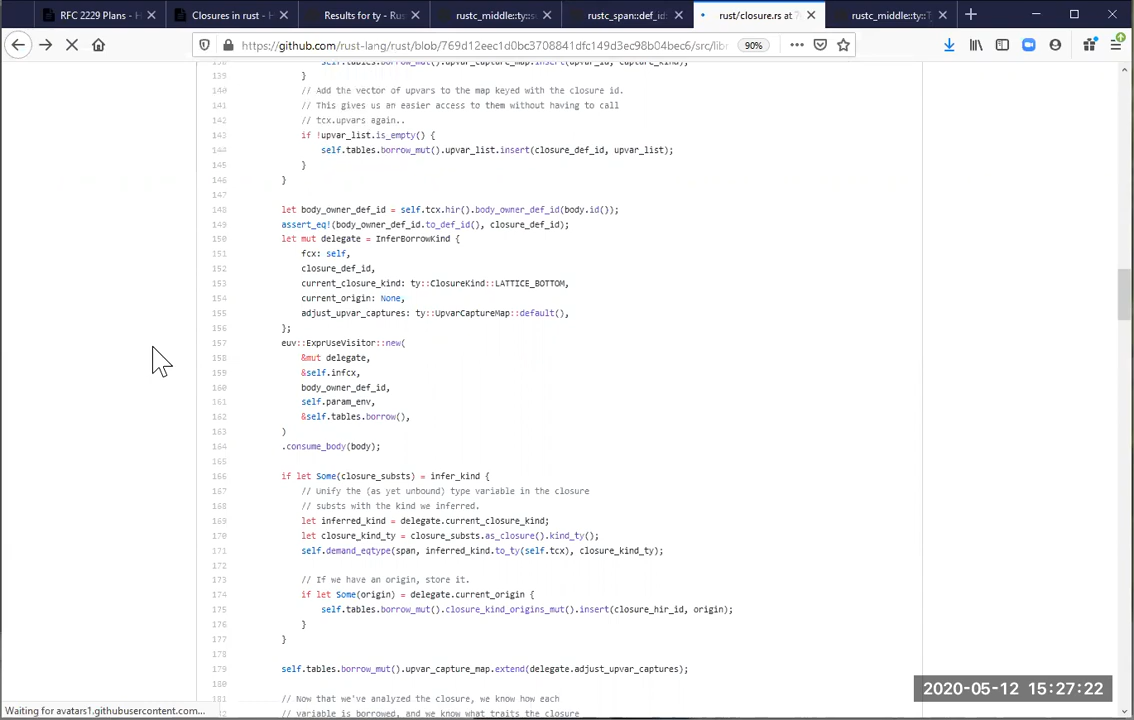 RFC 2229 Plans - H
Closures in rust - H
Results for ty - Rus
rustc_middle::ty::su
rustc_span::def_id
rust/closure.rs at 7
rustc_middle::ty::T
https://github.com/rust-lang/rust/blob/769d12eec1d0bc3708841dfc149d3ec98b04bec6/src/libr
90%
138 self.tables.borrow_mut().upvar_capture_map.insert(upvar_id, capture_kind);
139 }
140 // Add the vector of upvars to the map keyed with the closure id.
141 // This gives us an easier access to them without having to call
142 // tcx.upvars again..
143 if !upvar_list.is_empty() {
144 self.tables.borrow_mut().upvar_list.insert(closure_def_id, upvar_list);
145 }
146 }
147
148 let body_owner_def_id = self.tcx.hir().body_owner_def_id(body.id());
149 assert_eq!(body_owner_def_id.to_def_id(), closure_def_id);
150 let mut delegate = InferBorrowKind {
151 fcx: self,
152 closure_def_id,
153 current_closure_kind: ty::ClosureKind::LATTICE_BOTTOM,
154 current_origin: None,
155 adjust_upvar_captures: ty::UpvarCaptureMap::default(),
156 };
157 euv::ExprUseVisitor::new(
158 &mut delegate,
159 &self.infcx,
160 body_owner_def_id,
161 self.param_env,
162 &self.tables.borrow(),
163 )
164 .consume_body(body);
165
166 if let Some(closure_substs) = infer_kind {
167 // Unify the (as yet unbound) type variable in the closure
168 // substs with the kind we inferred.
169 let inferred_kind = delegate.current_closure_kind;
170 let closure_kind_ty = closure_substs.as_closure().kind_ty();
171 self.demand_eqtype(span, inferred_kind.to_ty(self.tcx), closure_kind_ty);
172
173 // If we have an origin, store it.
174 if let Some(origin) = delegate.current_origin {
175 self.tables.borrow_mut().closure_kind_origins_mut().insert(closure_hir_id, origin);
176 }
177 }
178
179 self.tables.borrow_mut().upvar_capture_map.extend(delegate.adjust_upvar_captures);
180
181 // Now that we've analyzed the closure, we know how each
182 // variable is borrowed, and we know what traits the closure
2020-05-12 15:27:22
Waiting for avatars1.githubusercontent.com...